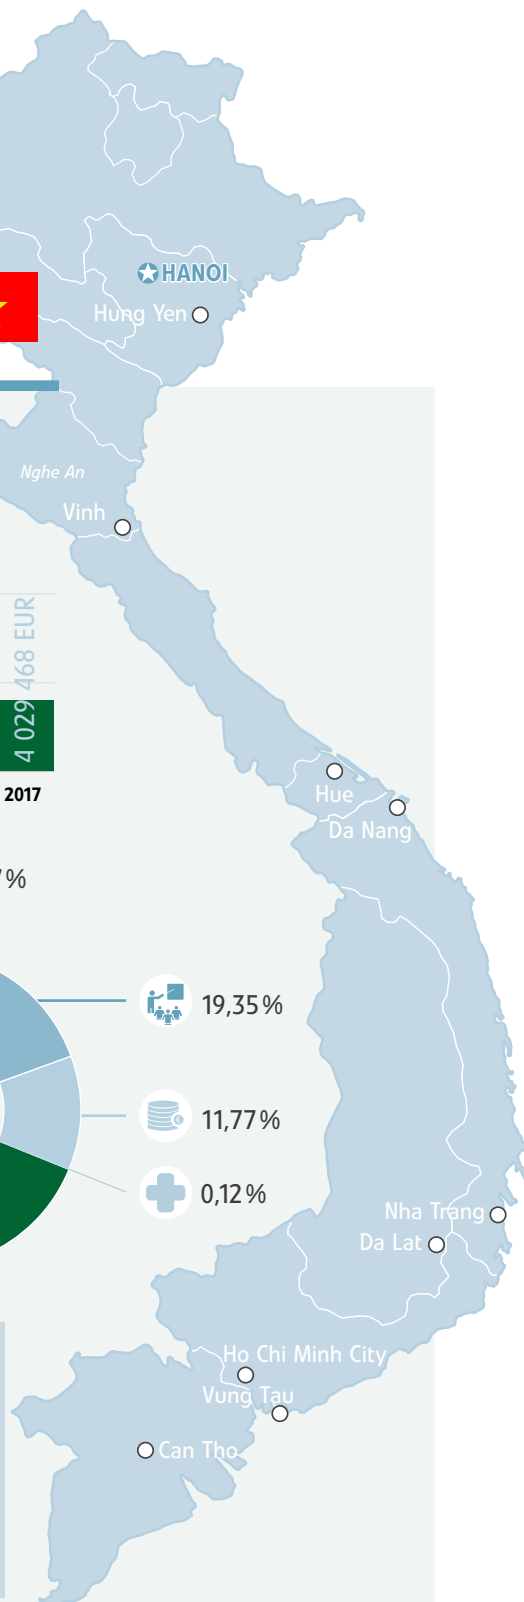 HANOI
Hung Yen
Nghe An
Vinh
4 029 468 EUR
2017
Hue
Da Nang
%
19,35 %
11,77 %
0,12 %
Nha Trang
Da Lat
Ho Chi Minh City
Vung Tau
Can Tho